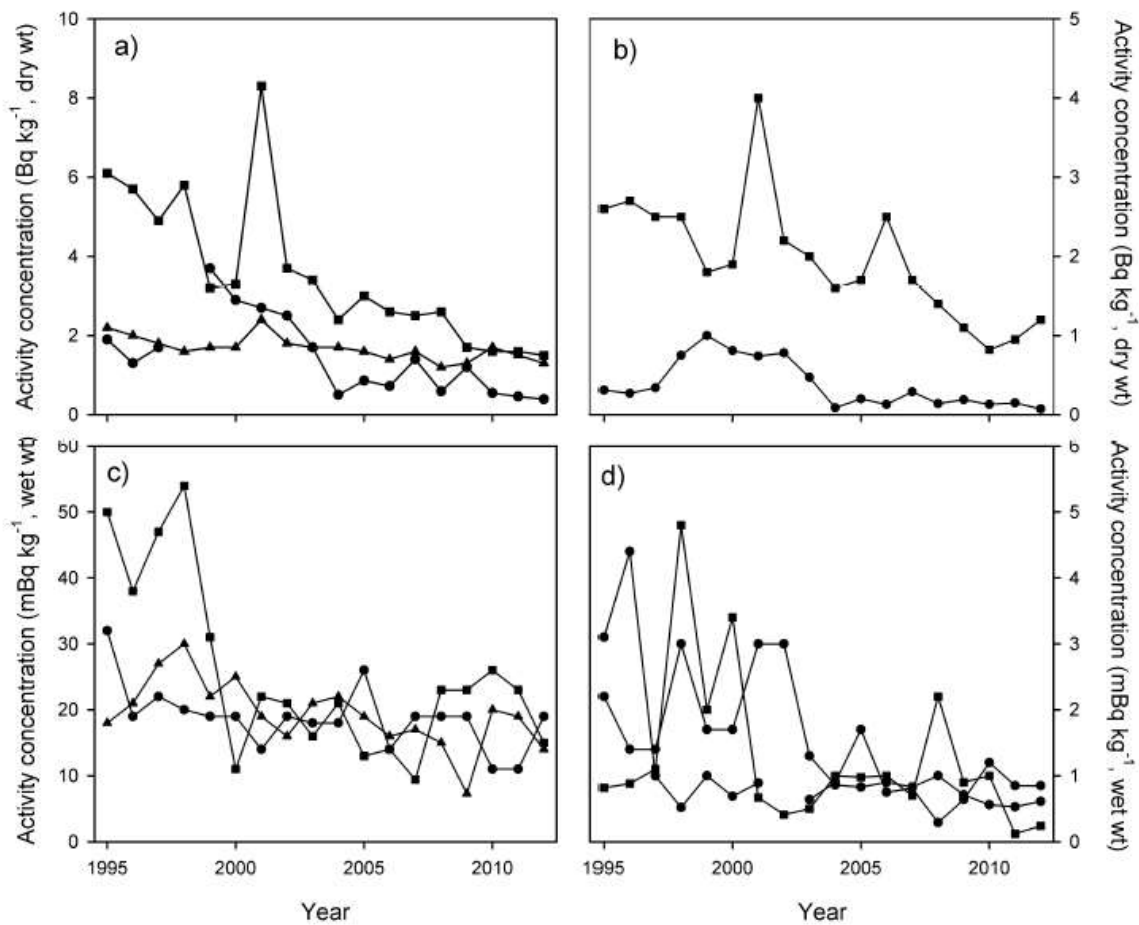 Activity concentration (Bq kg-1, dry wt)
10
8
6
4
2
0
a)
b)
5
4
3
2
1
0
Activity concentration (Bq kg-1, dry wt)
Activity concentration (mBq kg-1, wet wt)
60
50
40
30
20
10
0
c)
d)
6
5
4
3
2
1
0
Activity concentration (mBq kg-1, wet wt)
1995 2000 2005 2010
1995 2000 2005 2010
Year
Year